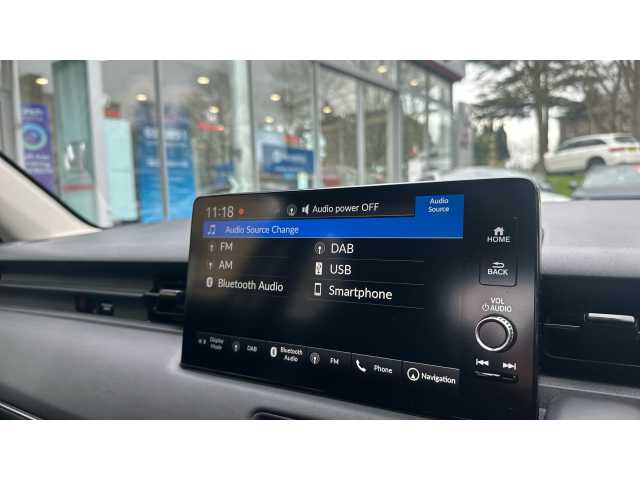 11:18 Audio power OFF Audio Source
Audio Source Change
FM DAB
AM USB
Bluetooth Audio Smartphone
Display Mode DAB Bluetooth Audio FM Phone Navigation
HOME
BACK
VOL
AUDIO